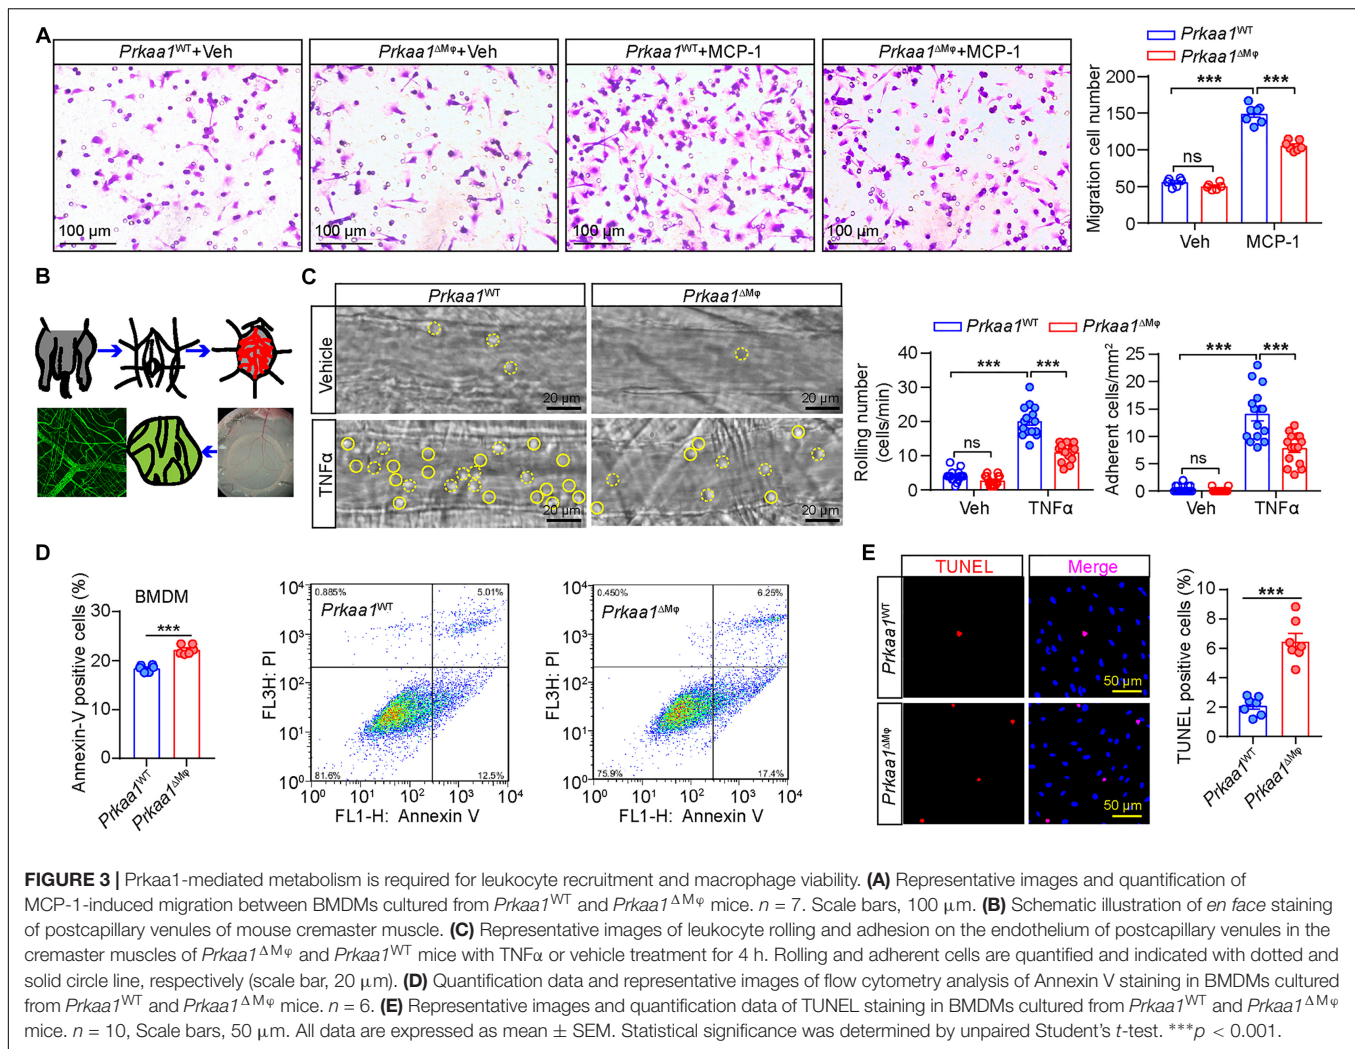 A
Prkaa1WT+Veh
Prkaa1ΔMφ+Veh
Prkaa1WT+MCP-1
Prkaa1ΔMφ+MCP-1
100 µm
100 µm
100 µm
100 µm
Prkaa1WT
Prkaa1ΔMφ
Migration cell number
200
150
100
50
0
***
***
ns
Veh
MCP-1
B
C
Prkaa1WT
Prkaa1ΔMφ
Vehicle
TNFα
20 µm
20 µm
20 µm
20 µm
Prkaa1WT
Prkaa1ΔMφ
Rolling number
(cells/min)
40
30
20
10
0
***
***
ns
Veh
TNFα
Adherent cells/mm2
25
20
15
10
5
0
***
***
ns
Veh
TNFα
D
Annexin-V positive cells (%)
BMDM
30
20
10
0
***
Prkaa1WT
Prkaa1ΔMφ
FL3H: PI
104
103
102
101
100
0.885%
5.01%
Prkaa1WT
81.6%
12.5%
100 101 102 103 104
FL1-H: Annexin V
FL3H: PI
104
103
102
101
100
0.450%
6.25%
Prkaa1ΔMφ
75.9%
17.4%
100 101 102 103 104
FL1-H: Annexin V
E
TUNEL
Merge
Prkaa1WT
Prkaa1ΔMφ
50 µm
50 µm
TUNEL positive cells (%)
10
8
6
4
2
0
***
Prkaa1WT
Prkaa1ΔMφ
FIGURE 3 | Prkaa1-mediated metabolism is required for leukocyte recruitment and macrophage viability. (A) Representative images and quantification of
MCP-1-induced migration between BMDMs cultured from Prkaa1WT and Prkaa1ΔMφ mice. n = 7. Scale bars, 100 µm. (B) Schematic illustration of en face staining
of postcapillary venules of mouse cremaster muscle. (C) Representative images of leukocyte rolling and adhesion on the endothelium of postcapillary venules in the
cremaster muscles of Prkaa1ΔMφ and Prkaa1WT mice with TNFα or vehicle treatment for 4 h. Rolling and adherent cells are quantified and indicated with dotted and
solid circle line, respectively (scale bar, 20 µm). (D) Quantification data and representative images of flow cytometry analysis of Annexin V staining in BMDMs cultured
from Prkaa1WT and Prkaa1ΔMφ mice. n = 6. (E) Representative images and quantification data of TUNEL staining in BMDMs cultured from Prkaa1WT and Prkaa1ΔMφ
mice. n = 10, Scale bars, 50 µm. All data are expressed as mean ± SEM. Statistical significance was determined by unpaired Student's t-test. ***p < 0.001.